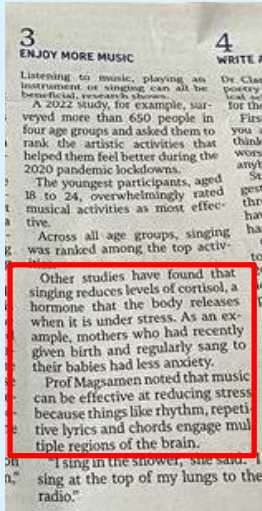 3
ENJOY MORE MUSIC
Listening to music, playing an
instrument or singing can all be
beneficial, research shows.
A 2022 study, for example, sur-
veyed more than 650 people in
four age groups and asked them to
rank the artistic activities that
helped them feel better during the
2020 pandemic lockdowns.
The youngest participants, aged
18 to 24, overwhelmingly rated
musical activities as most effec-
tive.
Across all age groups, singing
was ranked among the top activ-
Other studies have found that
singing reduces levels of cortisol, a
hormone that the body releases
when it is under stress. As an ex-
ample, mothers who had recently
given birth and regularly sang to
their babies had less anxiety.
Prof Magsamen noted that music
can be effective at reducing stress
because things like rhythm, repeti-
tive lyrics and chords engage mul
tiple regions of the brain.
"I sing in the shower," she said. "I
sing at the top of my lungs to the
radio."
4
WRITE